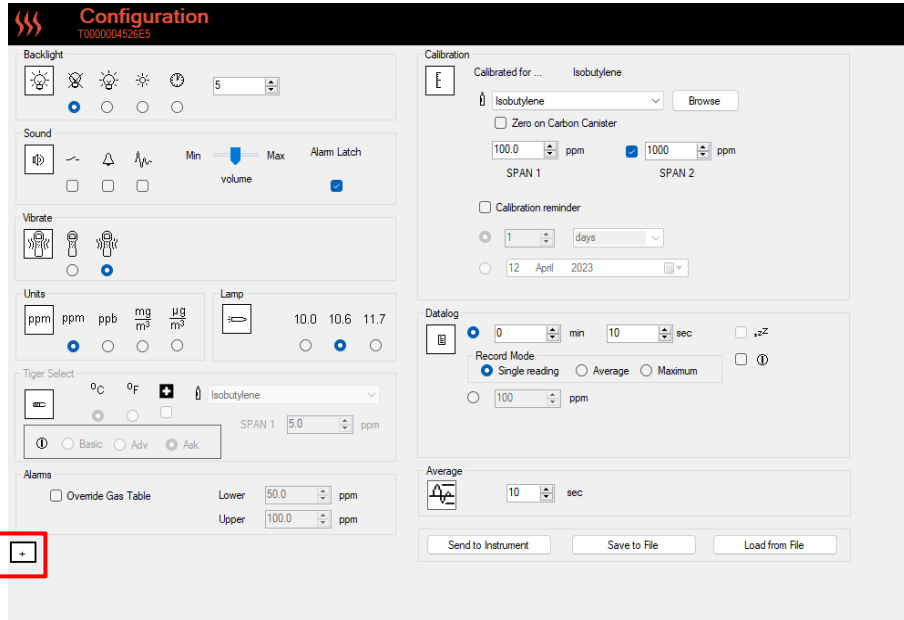 Configuration
T0000004526E5
Backlight
5
Sound
Min
Max
Alarm Latch
volume
Vibrate
Units
ppm
ppm ppb mg/m³ µg/m³
Lamp
10.0 10.6 11.7
Tiger Select
°C °F
Isobutylene
SPAN 1 5.0 ppm
Basic Adv Ask
Alarms
Override Gas Table
Lower 50.0 ppm
Upper 100.0 ppm
+
Calibration
Calibrated for ... Isobutylene
Isobutylene Browse
Zero on Carbon Canister
100.0 ppm 1000 ppm
SPAN 1 SPAN 2
Calibration reminder
1 days
12 April 2023
Datalog
0 min 10 sec zzZ
Record Mode
Single reading Average Maximum
100 ppm
Average
10 sec
Send to Instrument Save to File Load from File